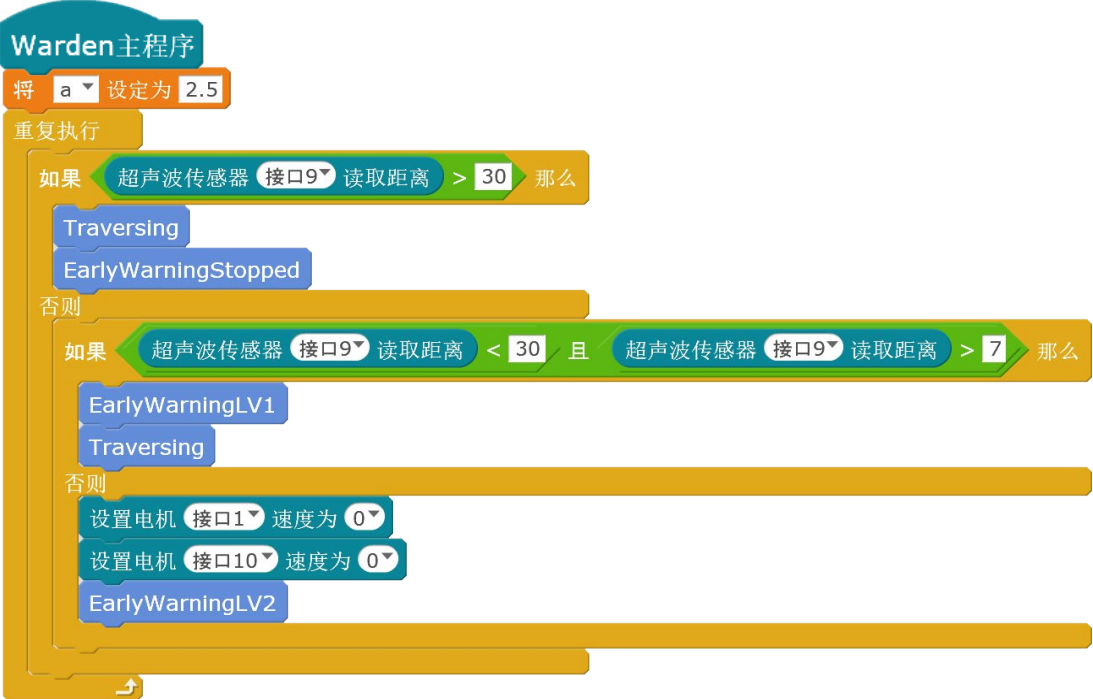 Warden主程序
将 a 设定为 2.5
重复执行
如果 超声波传感器 接口9 读取距离 > 30 那么
Traversing
EarlyWarningStopped
否则
如果 超声波传感器 接口9 读取距离 < 30 且 超声波传感器 接口9 读取距离 > 7 那么
EarlyWarningLV1
Traversing
否则
设置电机 接口1 速度为 0
设置电机 接口10 速度为 0
EarlyWarningLV2